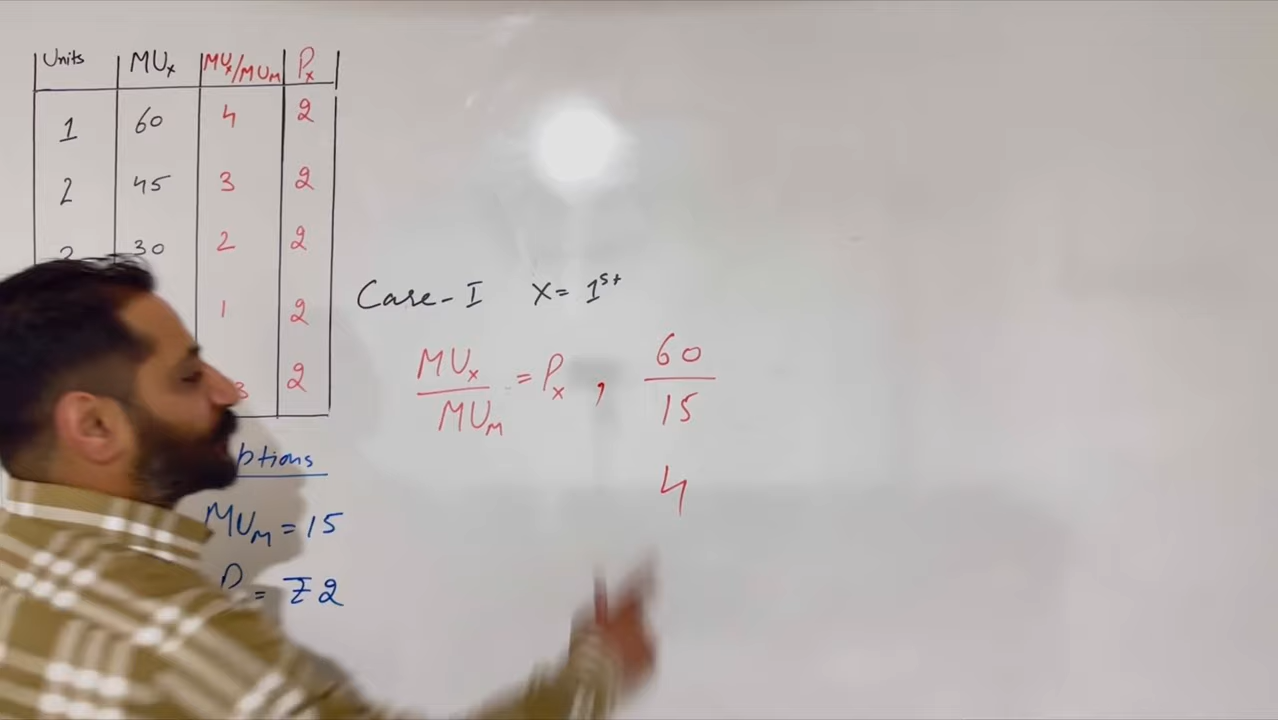 Units MUx MUx/MUM Px
1 60 4 2
2 45 3 2
30 2 2
1 2
2
Case-I X= 1st
MUx/MUM = Px , 60/15
4
MUM = 15
= ₹2